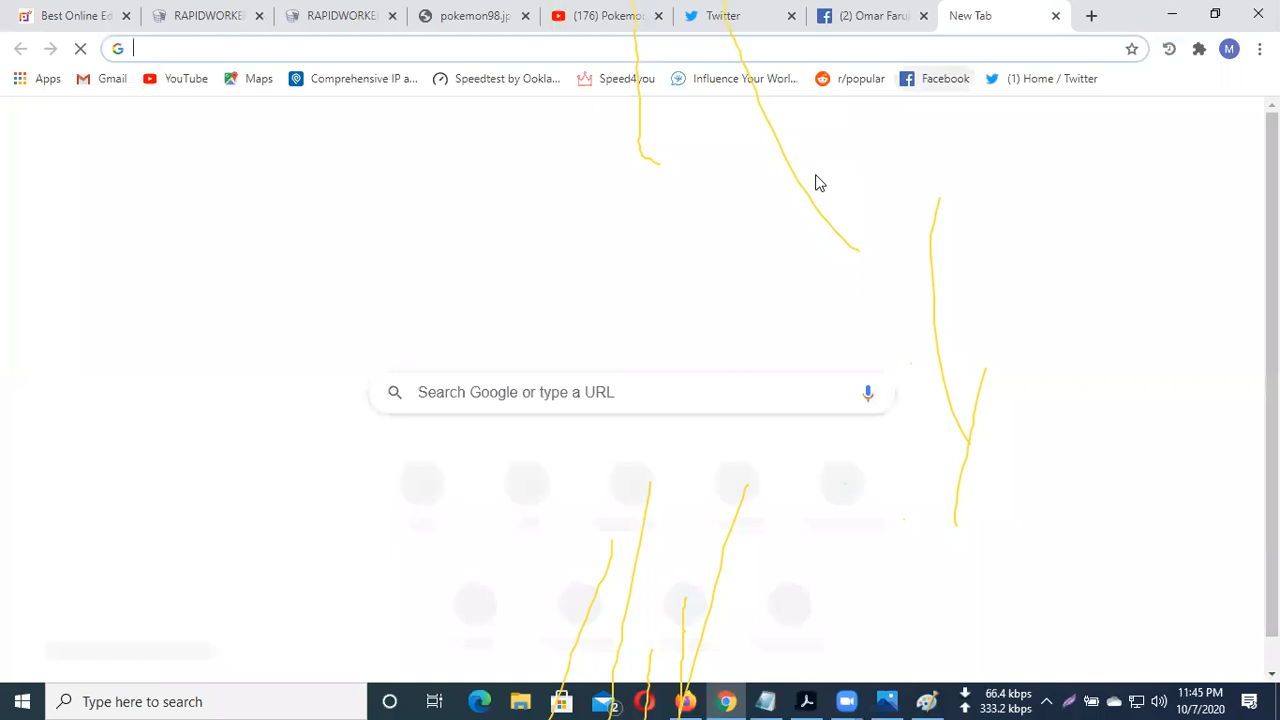 Best Online Ed
RAPIDWORKE
RAPIDWORKE
pokemon98.jp
(176) Pokemo
Twitter
(2) Omar Faru
New Tab
Apps
Gmail
YouTube
Maps
Comprehensive IP a...
Speedtest by Ookla...
Speed4you
Influence Your Worl...
r/popular
Facebook
(1) Home / Twitter
M
Search Google or type a URL
Type here to search
2
66.4 kbps
333.2 kbps
11:45 PM
10/7/2020